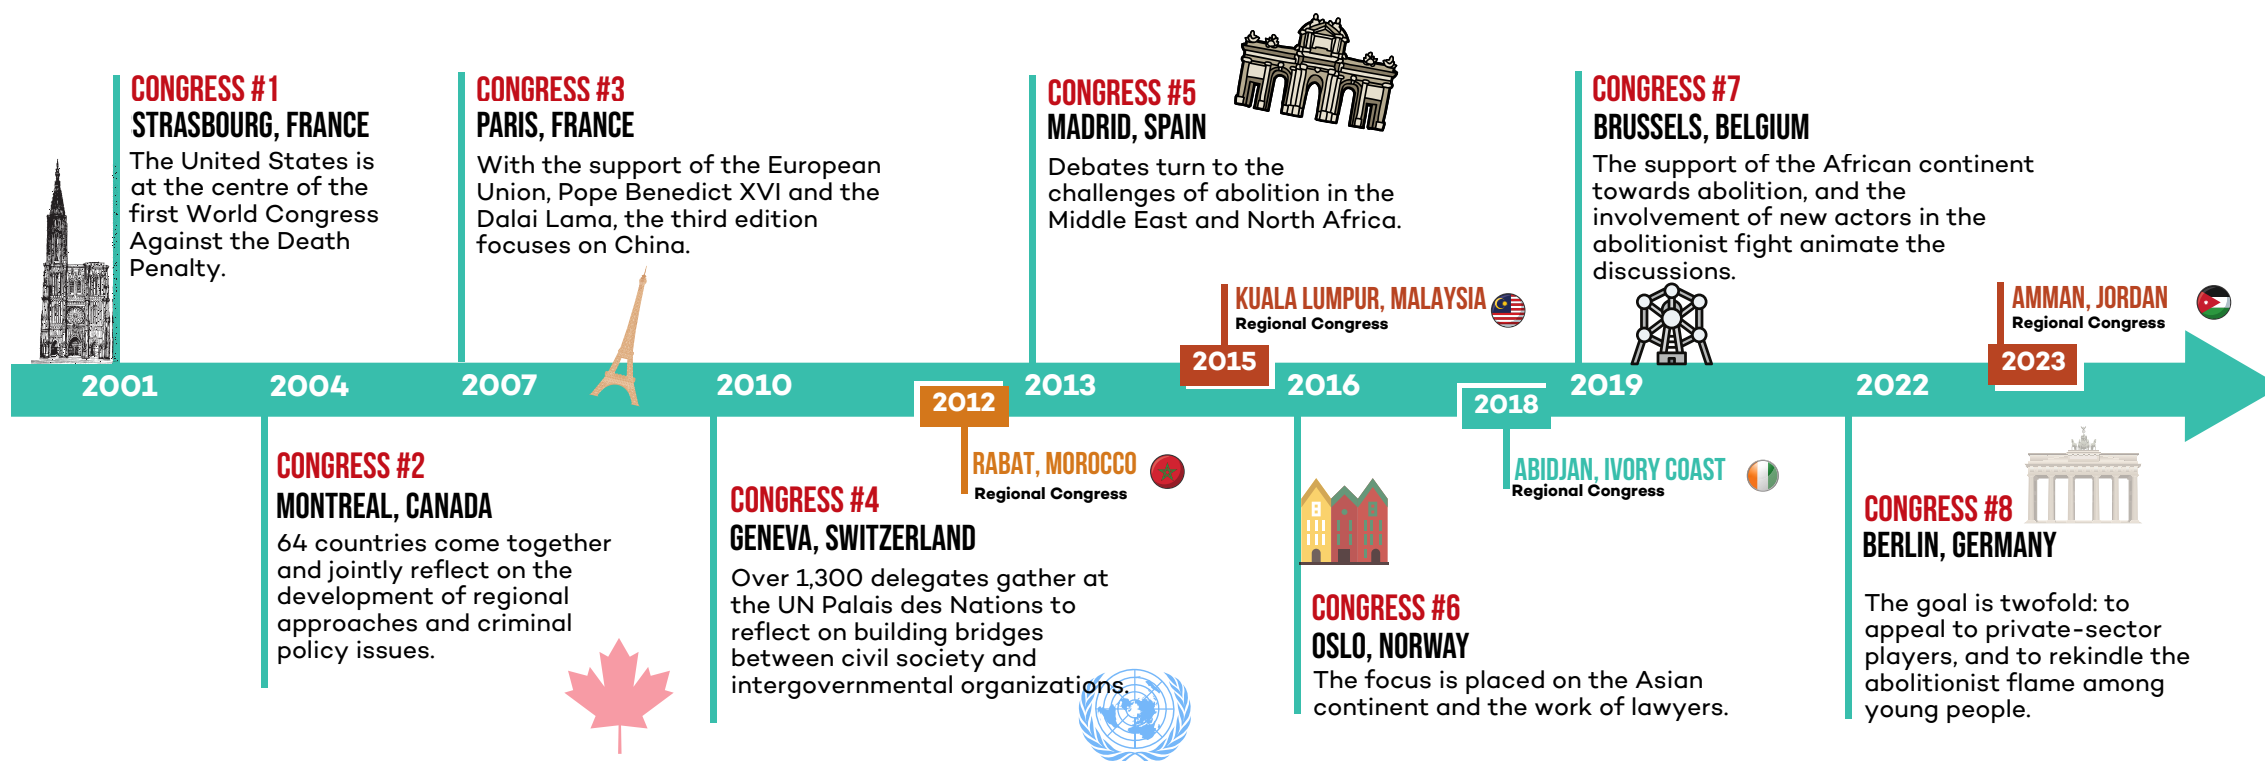 CONGRESS #1
STRASBOURG, FRANCE
The United States is
at the centre of the
first World Congress
Against the Death
Penalty.
CONGRESS #3
PARIS, FRANCE
With the support of the European
Union, Pope Benedict XVI and the
Dalai Lama, the third edition
focuses on China.
CONGRESS #5
MADRID, SPAIN
Debates turn to the
challenges of abolition in the
Middle East and North Africa.
KUALA LUMPUR, MALAYSIA
Regional Congress
CONGRESS #7
BRUSSELS, BELGIUM
The support of the African continent
towards abolition, and the
involvement of new actors in the
abolitionist fight animate the
discussions.
AMMAN, JORDAN
Regional Congress
2001
2004
2007
2010
2012
2013
2015
2016
2018
2019
2022
2023
CONGRESS #2
MONTREAL, CANADA
64 countries come together
and jointly reflect on the
development of regional
approaches and criminal
policy issues.
CONGRESS #4
GENEVA, SWITZERLAND
Over 1,300 delegates gather at
the UN Palais des Nations to
reflect on building bridges
between civil society and
intergovernmental organizations.
RABAT, MOROCCO
Regional Congress
CONGRESS #6
OSLO, NORWAY
The focus is placed on the Asian
continent and the work of lawyers.
ABIDJAN, IVORY COAST
Regional Congress
CONGRESS #8
BERLIN, GERMANY
The goal is twofold: to
appeal to private-sector
players, and to rekindle the
abolitionist flame among
young people.